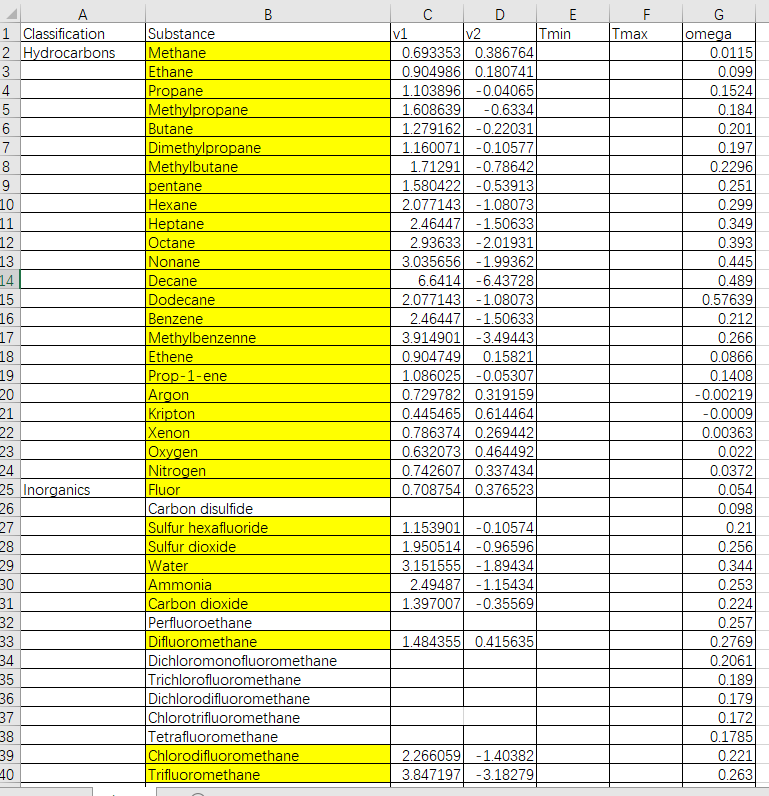 A B C D E F G
1 Classification Substance v1 v2 Tmin Tmax omega
2 Hydrocarbons Methane 0.693353 0.386764 0.0115
3 Ethane 0.904986 0.180741 0.099
4 Propane 1.103896 -0.04065 0.1524
5 Methylpropane 1.608639 -0.6334 0.184
6 Butane 1.279162 -0.22031 0.201
7 Dimethylpropane 1.160071 -0.10577 0.197
8 Methylbutane 1.71291 -0.78642 0.2296
9 pentane 1.580422 -0.53913 0.251
10 Hexane 2.077143 -1.08073 0.299
11 Heptane 2.46447 -1.50633 0.349
12 Octane 2.93633 -2.01931 0.393
13 Nonane 3.035656 -1.99362 0.445
14 Decane 6.6414 -6.43728 0.489
15 Dodecane 2.077143 -1.08073 0.57639
16 Benzene 2.46447 -1.50633 0.212
17 Methylbenzenne 3.914901 -3.49443 0.266
18 Ethene 0.904749 0.15821 0.0866
19 Prop-1-ene 1.086025 -0.05307 0.1408
20 Argon 0.729782 0.319159 -0.00219
21 Kripton 0.445465 0.614464 -0.0009
22 Xenon 0.786374 0.269442 0.00363
23 Oxygen 0.632073 0.464492 0.022
24 Nitrogen 0.742607 0.337434 0.0372
25 Inorganics Fluor 0.708754 0.376523 0.054
26 Carbon disulfide 0.098
27 Sulfur hexafluoride 1.153901 -0.10574 0.21
28 Sulfur dioxide 1.950514 -0.96596 0.256
29 Water 3.151555 -1.89434 0.344
30 Ammonia 2.49487 -1.15434 0.253
31 Carbon dioxide 1.397007 -0.35569 0.224
32 Perfluoroethane 0.257
33 Difluoromethane 1.484355 0.415635 0.2769
34 Dichloromonofluoromethane 0.2061
35 Trichlorofluoromethane 0.189
36 Dichlorodifluoromethane 0.179
37 Chlorotrifluoromethane 0.172
38 Tetrafluoromethane 0.1785
39 Chlorodifluoromethane 2.266059 -1.40382 0.221
40 Trifluoromethane 3.847197 -3.18279 0.263